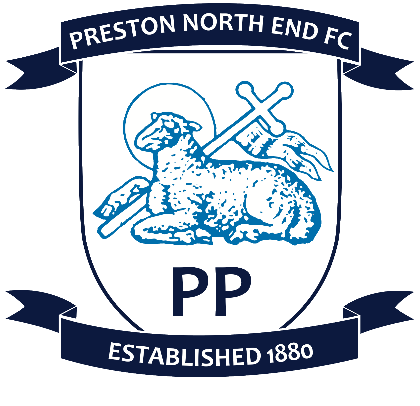 PRESTON NORTH END FC
PP
ESTABLISHED 1880